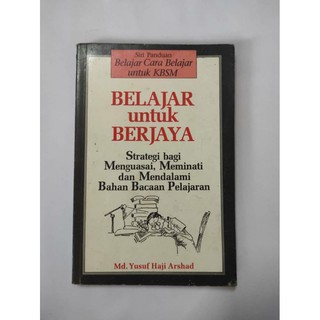 Siri Panduan:
Belajar Cara Belajar
untuk KBSM
BELAJAR
untuk
BERJAYA
Strategi bagi
Menguasai, Meminati
dan Mendalami
Bahan Bacaan Pelajaran
Md. Yusuf Haji Arshad